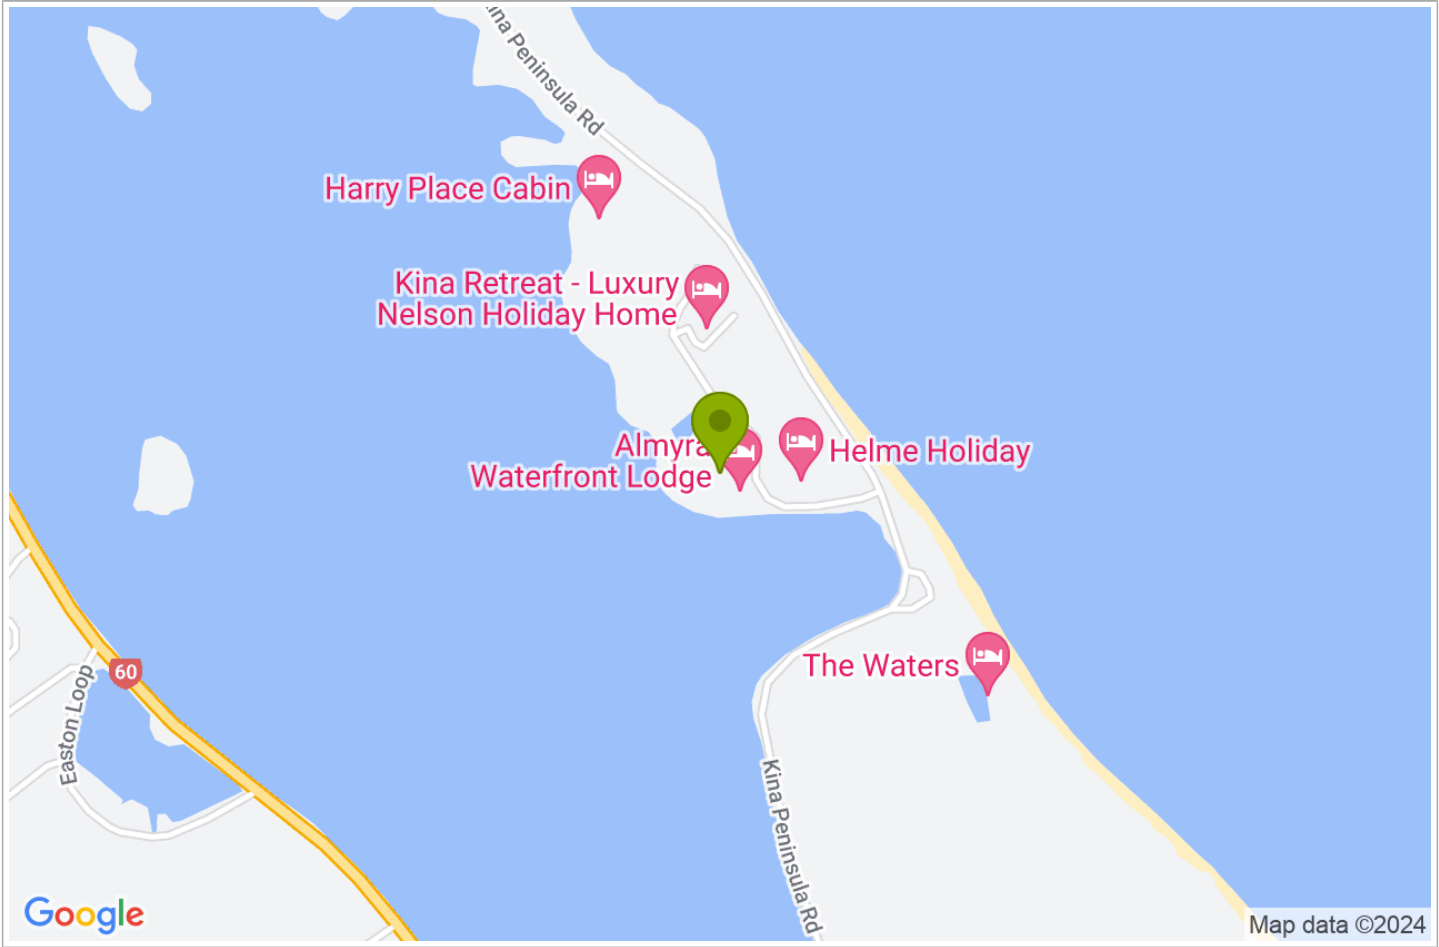 Kina Peninsula Rd
Harry Place Cabin
Kina Retreat - Luxury
Nelson Holiday Home
Almyra
Waterfront Lodge
Helme Holiday
The Waters
60
Easton Loop
Kina Peninsula Rd
Google
Map data ©2024